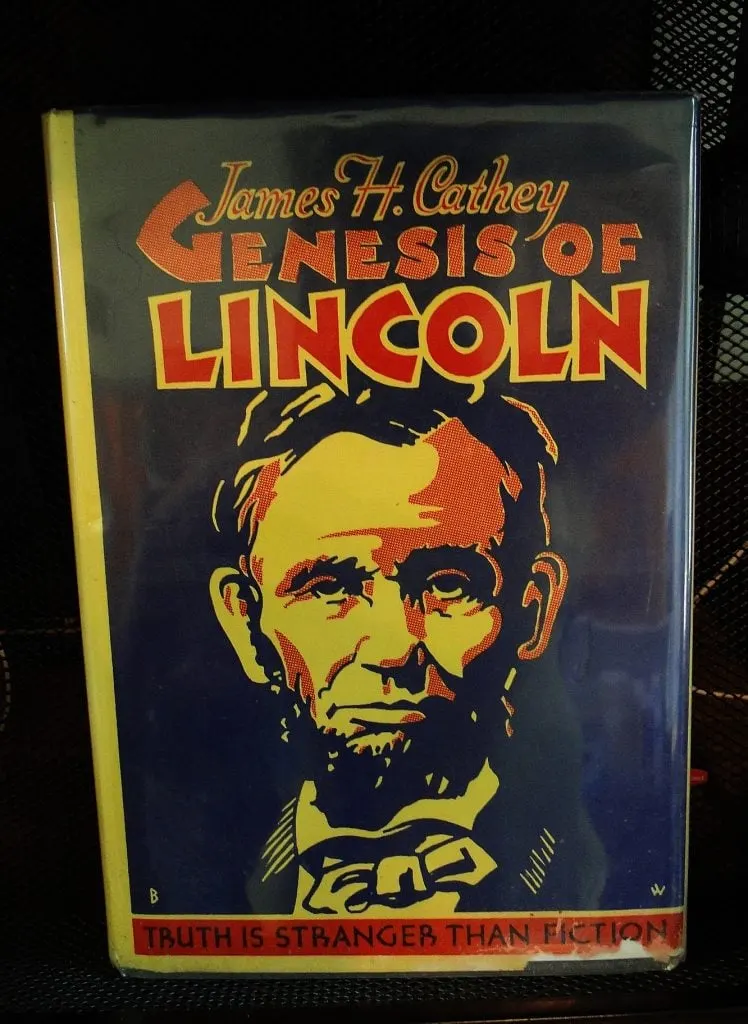 James H. Cathey
GENESIS OF
LINCOLN
B W
TRUTH IS STRANGER THAN FICTION